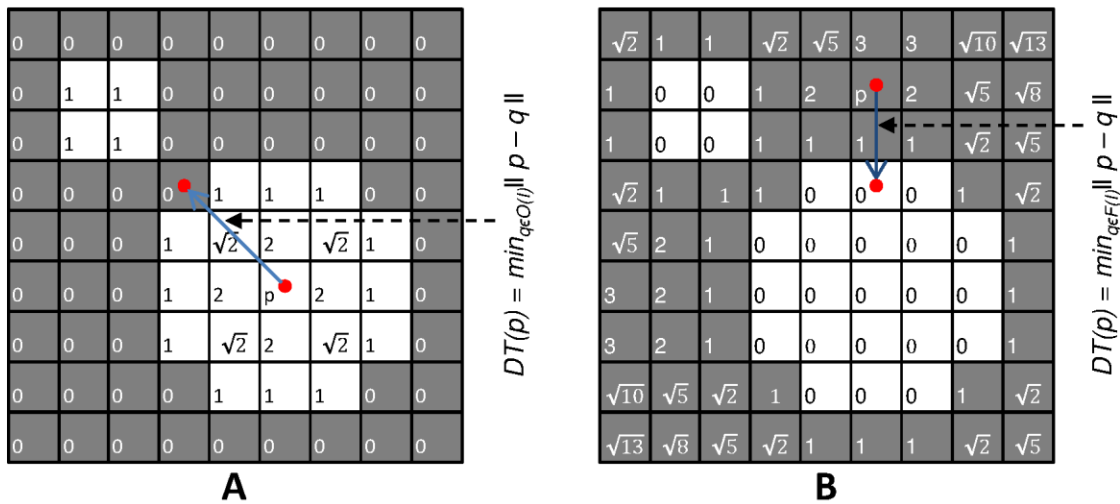 0 0 0 0 0 0 0 0 0
0 1 1 0 0 0 0 0 0
0 1 1 0 0 0 0 0 0
0 0 0 0 1 1 1 0 0
0 0 0 1 √2 2 √2 1 0
0 0 0 1 2 p 2 1 0
0 0 0 1 √2 2 √2 1 0
0 0 0 0 1 1 1 0 0
0 0 0 0 0 0 0 0 0
DT(p) = min_{qϵO(I)}‖ p − q ‖
A
√2 1 1 √2 √5 3 3 √10 √13
1 0 0 1 2 p 2 √5 √8
1 0 0 1 1 1 1 √2 √5
√2 1 1 1 0 0 0 1 √2
√5 2 1 0 0 0 0 0 1
3 2 1 0 0 0 0 0 1
3 2 1 0 0 0 0 0 1
√10 √5 √2 1 0 0 0 1 √2
√13 √8 √5 √2 1 1 1 √2 √5
DT(p) = min_{qϵF(I)}‖ p − q ‖
B